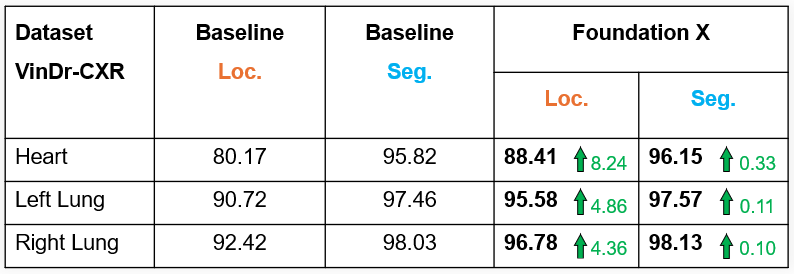 Dataset VinDr-CXR Baseline Loc. Baseline Seg. Foundation X
Loc. Seg.
Heart 80.17 95.82 88.41 8.24 96.15 0.33
Left Lung 90.72 97.46 95.58 4.86 97.57 0.11
Right Lung 92.42 98.03 96.78 4.36 98.13 0.10